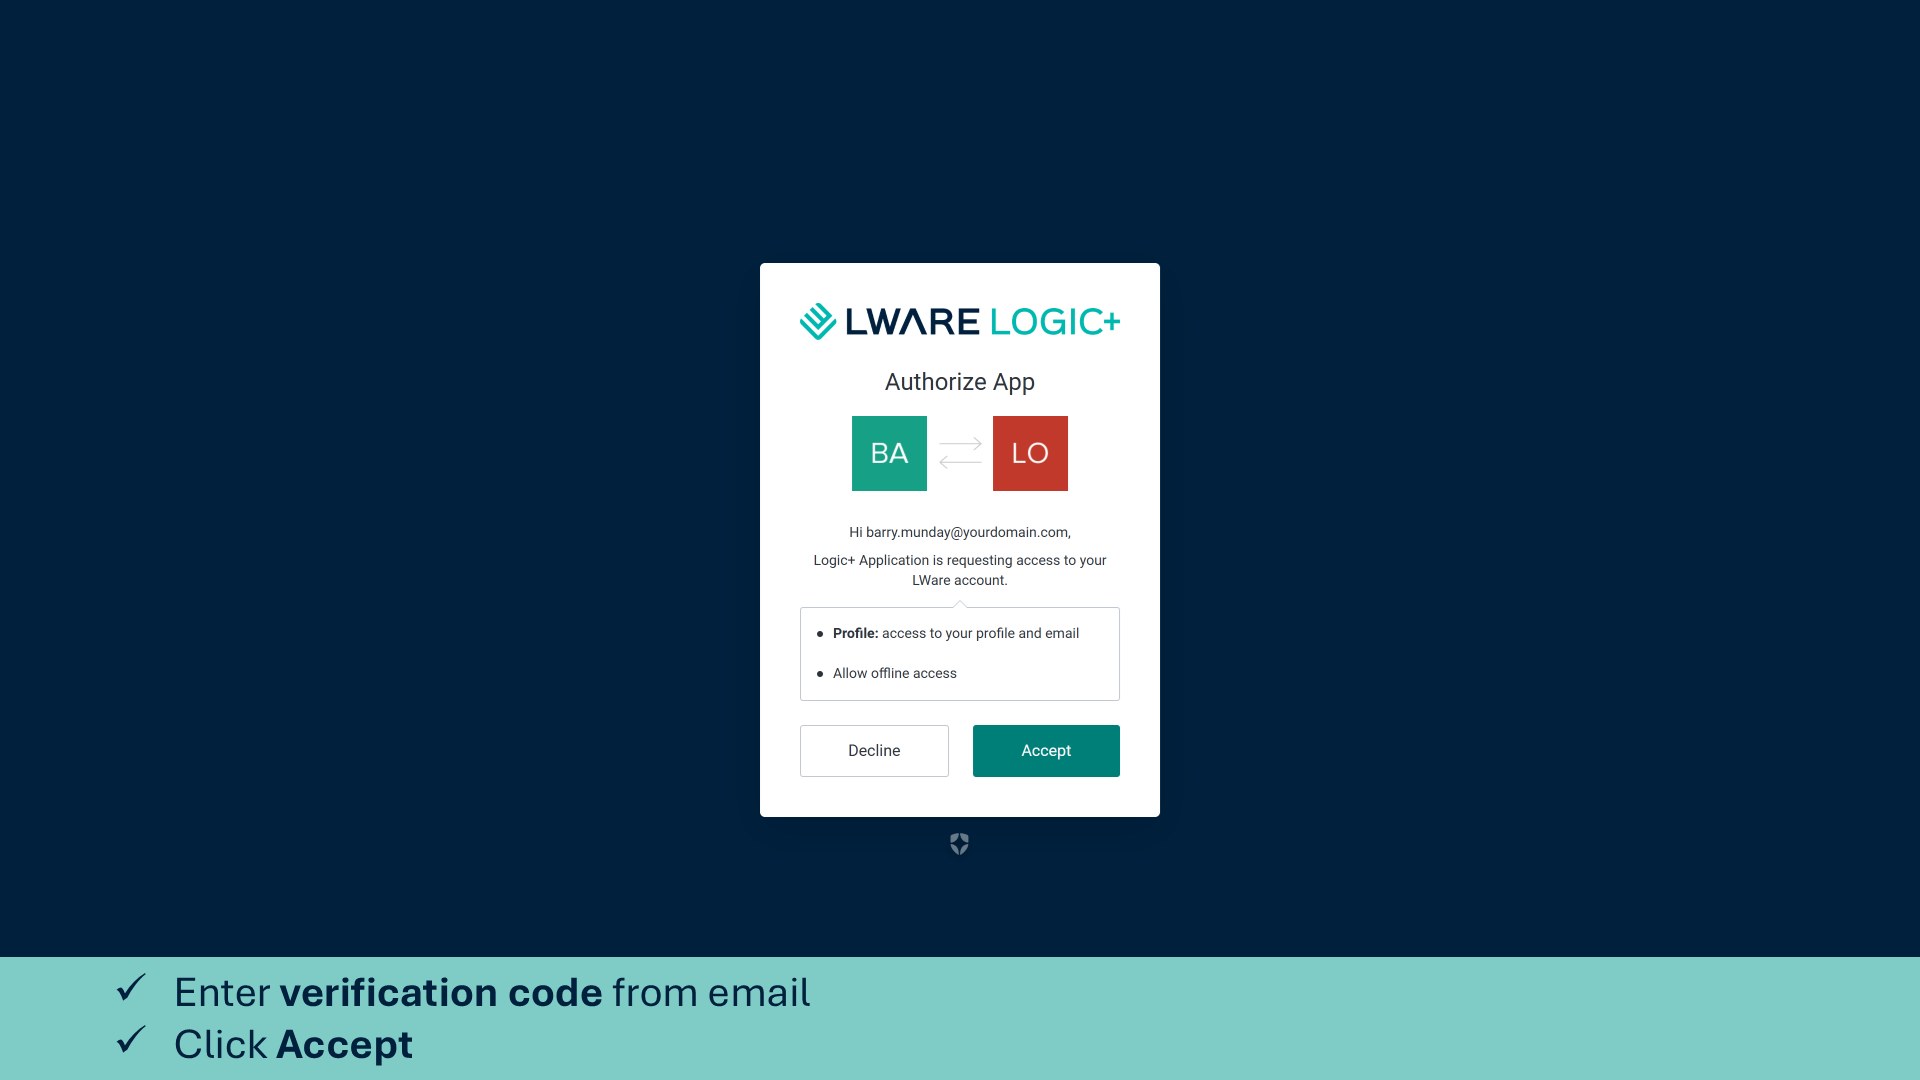 LWARE LOGIC+
Authorize App
BA
LO
Hi barry.munday@yourdomain.com,
Logic+ Application is requesting access to your
LWare account.
● Profile: access to your profile and email
● Allow offline access
Decline
Accept
✓ Enter verification code from email
✓ Click Accept